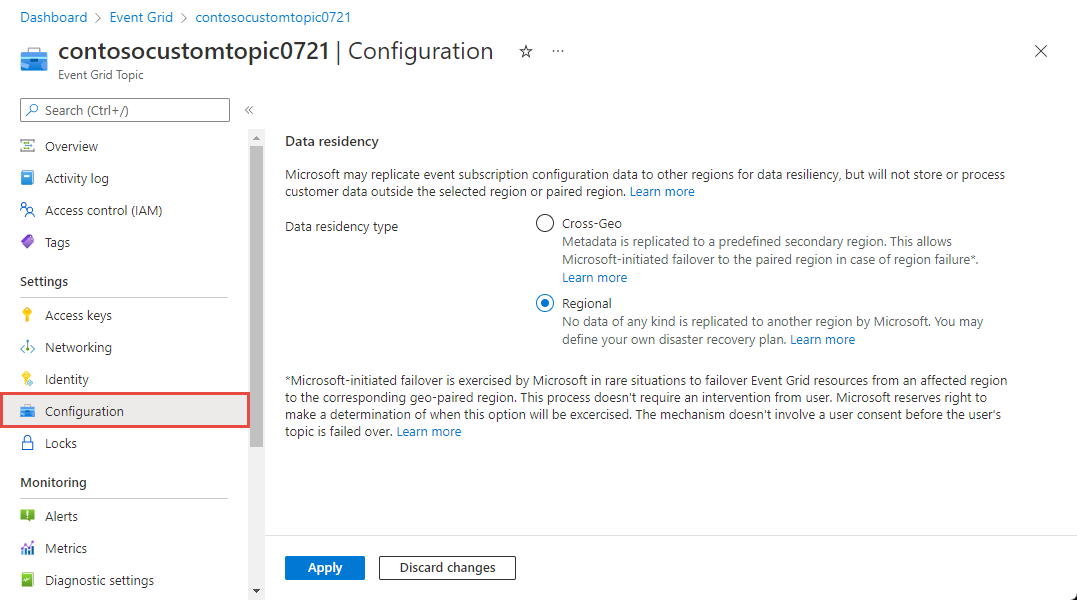 Dashboard > Event Grid > contosocustomtopic0721
contosocustomtopic0721 | Configuration
Event Grid Topic
Search (Ctrl+/)
Overview
Activity log
Access control (IAM)
Tags
Settings
Access keys
Networking
Identity
Configuration
Locks
Monitoring
Alerts
Metrics
Diagnostic settings
Data residency
Microsoft may replicate event subscription configuration data to other regions for data resiliency, but will not store or process
customer data outside the selected region or paired region. Learn more
Data residency type
Cross-Geo
Metadata is replicated to a predefined secondary region. This allows
Microsoft-initiated failover to the paired region in case of region failure*.
Learn more
Regional
No data of any kind is replicated to another region by Microsoft. You may
define your own disaster recovery plan. Learn more
*Microsoft-initiated failover is exercised by Microsoft in rare situations to failover Event Grid resources from an affected region
to the corresponding geo-paired region. This process doesn't require an intervention from user. Microsoft reserves right to
make a determination of when this option will be excercised. The mechanism doesn't involve a user consent before the user's
topic is failed over. Learn more
Apply
Discard changes